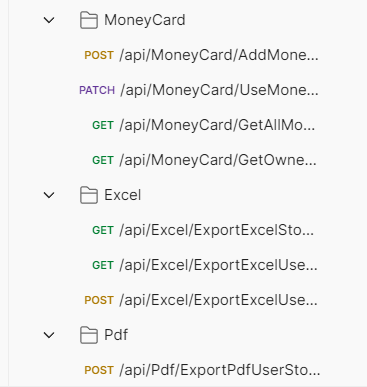 MoneyCard
POST /api/MoneyCard/AddMone...
PATCH /api/MoneyCard/UseMone...
GET /api/MoneyCard/GetAllMo...
GET /api/MoneyCard/GetOwne...
Excel
GET /api/Excel/ExportExcelSto...
GET /api/Excel/ExportExcelUse...
POST /api/Excel/ExportExcelUse...
Pdf
POST /api/Pdf/ExportPdfUserSto...